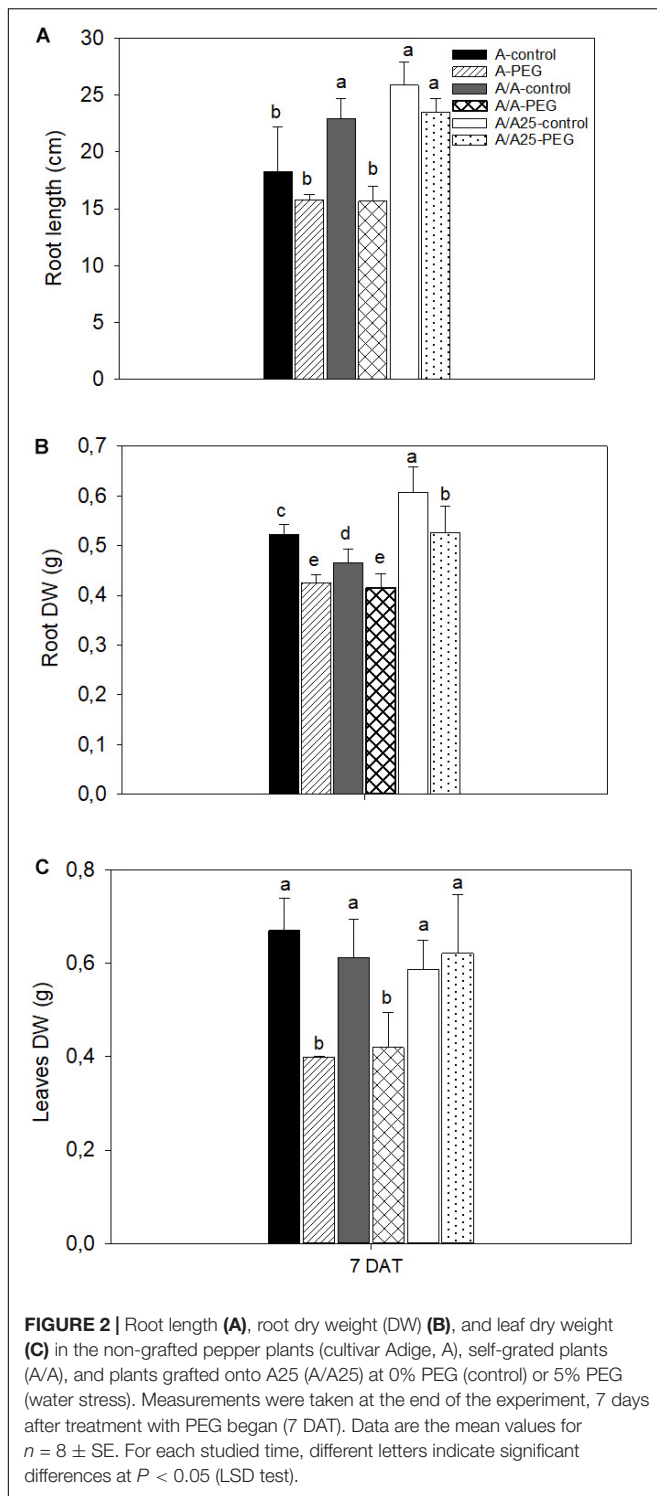 A
30
25
20
15
10
5
0
Root length (cm)
b
b
a
b
a
a
A-control
A-PEG
A/A-control
A/A-PEG
A/A25-control
A/A25-PEG
B
0,7
0,6
0,5
0,4
0,3
0,2
0,1
0,0
Root DW (g)
c
e
d
e
a
b
C
0,8
0,6
0,4
0,2
0,0
Leaves DW (g)
a
b
a
b
a
a
7 DAT
FIGURE 2 | Root length (A), root dry weight (DW) (B), and leaf dry weight
(C) in the non-grafted pepper plants (cultivar Adige, A), self-grated plants
(A/A), and plants grafted onto A25 (A/A25) at 0% PEG (control) or 5% PEG
(water stress). Measurements were taken at the end of the experiment, 7 days
after treatment with PEG began (7 DAT). Data are the mean values for
n = 8 ± SE. For each studied time, different letters indicate significant
differences at P < 0.05 (LSD test).